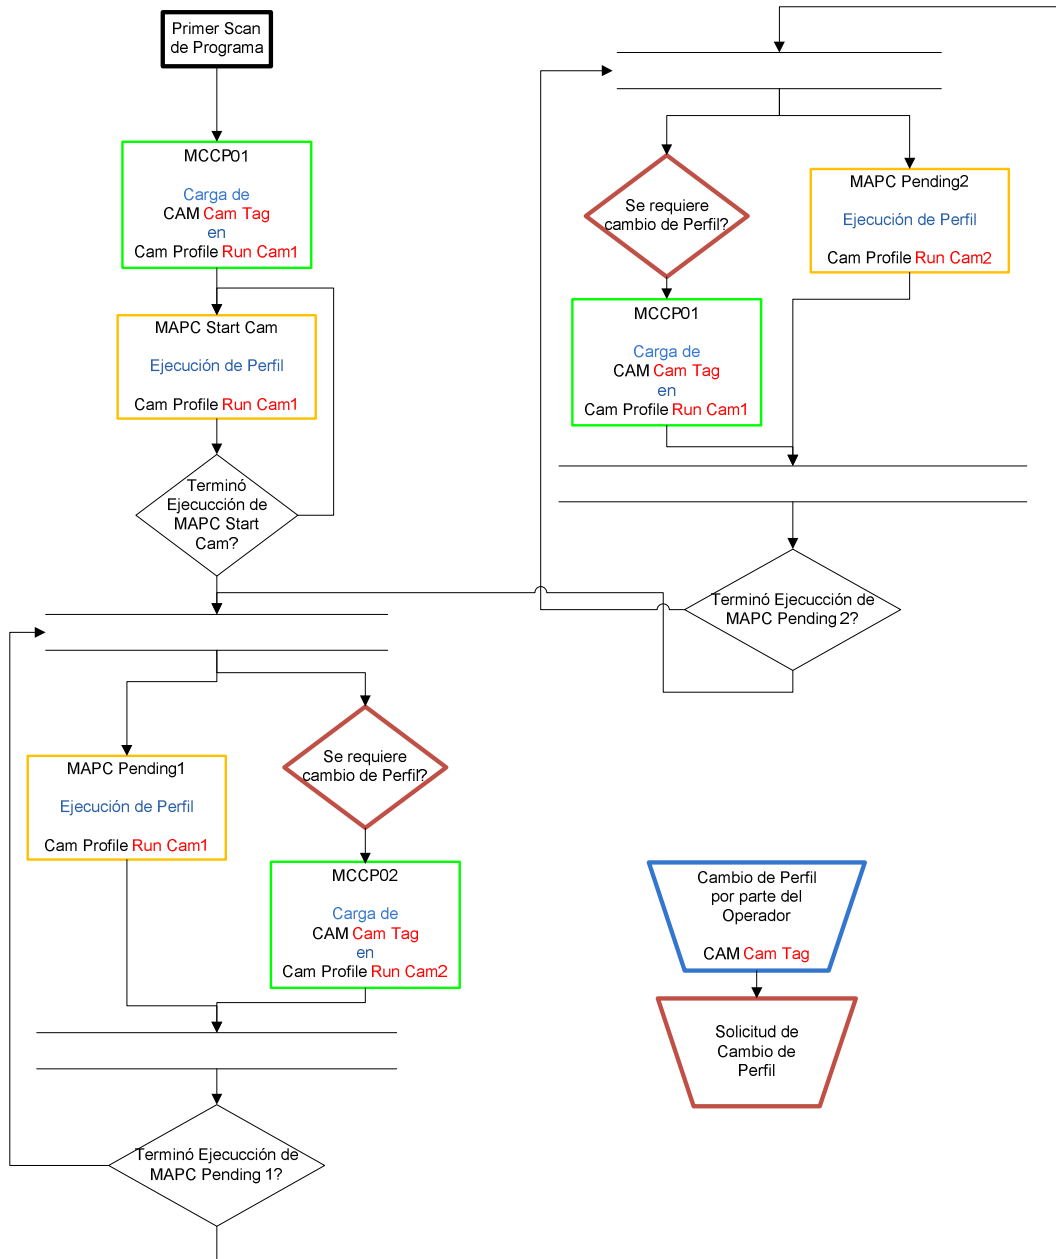 Primer Scan
de Programa
MCCP01
Carga de
CAM Cam Tag
en
Cam Profile Run Cam1
MAPC Start Cam
Ejecución de Perfil
Cam Profile Run Cam1
Terminó
Ejecucción de
MAPC Start
Cam?
MAPC Pending1
Ejecución de Perfil
Cam Profile Run Cam1
Se requiere
cambio de Perfil?
MCCP02
Carga de
CAM Cam Tag
en
Cam Profile Run Cam2
Terminó Ejecucción de
MAPC Pending 1?
Se requiere
cambio de Perfil?
MAPC Pending2
Ejecución de Perfil
Cam Profile Run Cam2
MCCP01
Carga de
CAM Cam Tag
en
Cam Profile Run Cam1
Terminó Ejecucción de
MAPC Pending 2?
Cambio de Perfil
por parte del
Operador
CAM Cam Tag
Solicitud de
Cambio de
Perfil